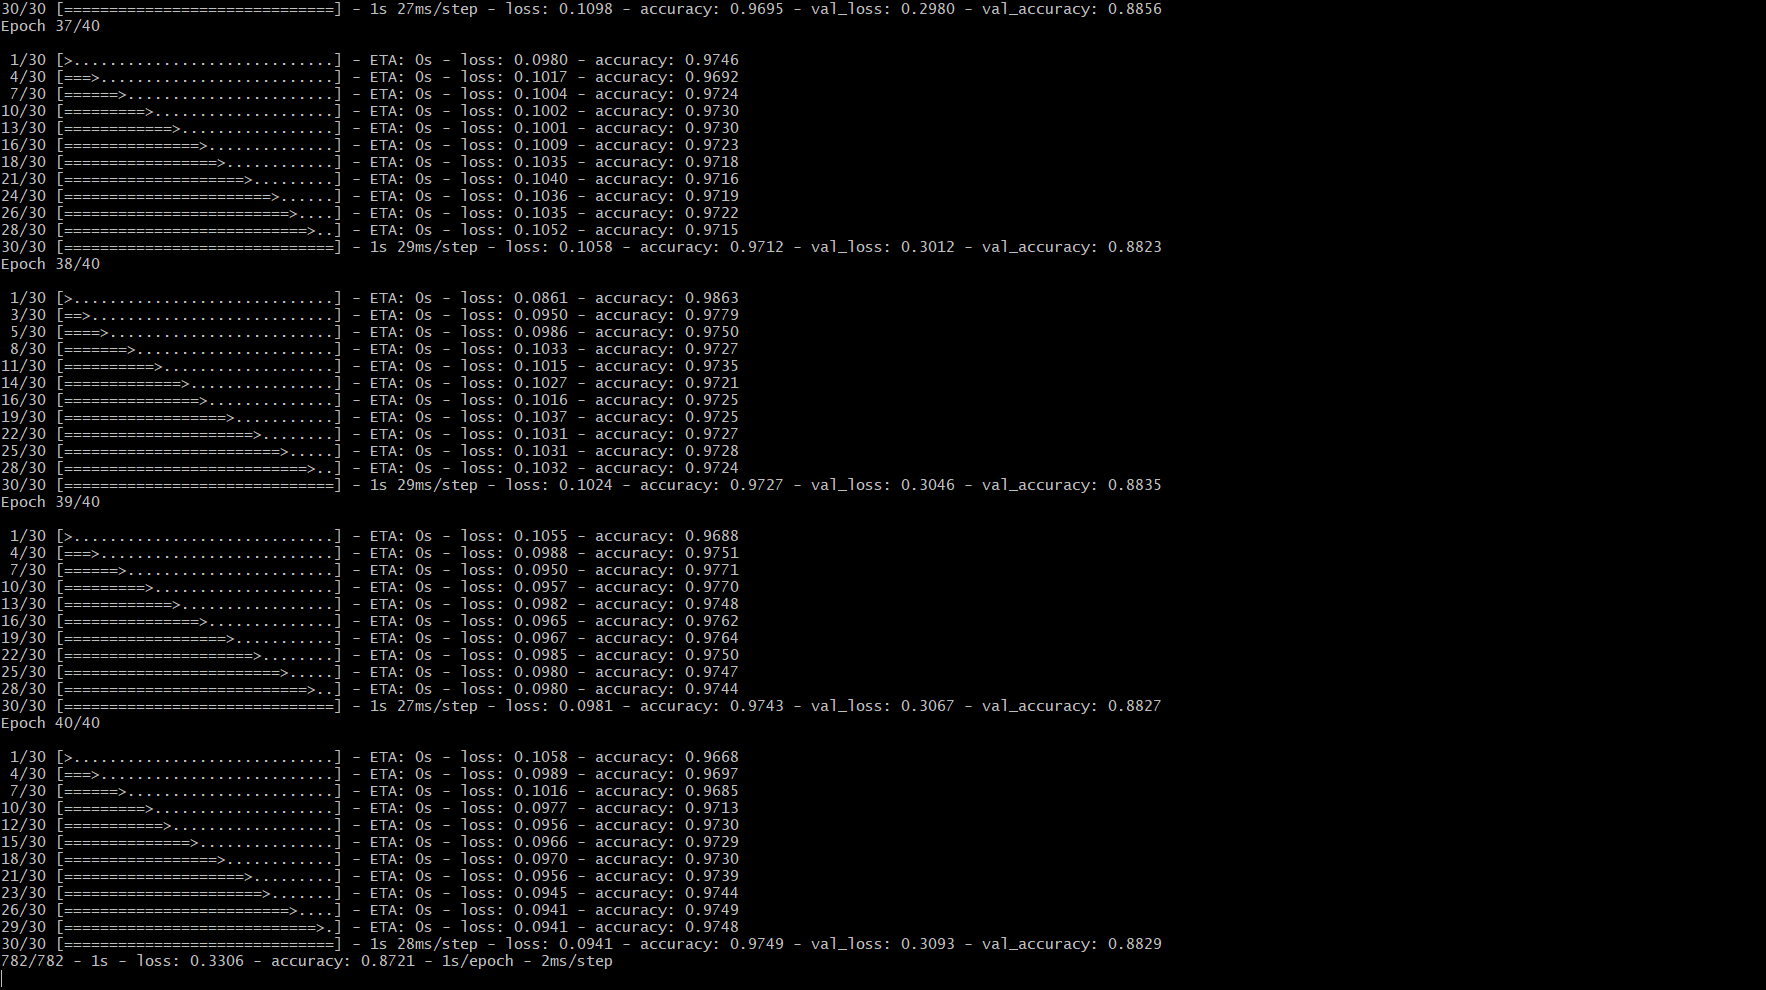 30/30 [==============================] - 1s 27ms/step - loss: 0.1098 - accuracy: 0.9695 - val_loss: 0.2980 - val_accuracy: 0.8856
Epoch 37/40
 1/30 [>.............................] - ETA: 0s - loss: 0.0980 - accuracy: 0.9746
 4/30 [===>..........................] - ETA: 0s - loss: 0.1017 - accuracy: 0.9692
 7/30 [======>.......................] - ETA: 0s - loss: 0.1004 - accuracy: 0.9724
10/30 [=========>....................] - ETA: 0s - loss: 0.1002 - accuracy: 0.9730
13/30 [============>.................] - ETA: 0s - loss: 0.1001 - accuracy: 0.9730
16/30 [===============>..............] - ETA: 0s - loss: 0.1009 - accuracy: 0.9723
18/30 [=================>............] - ETA: 0s - loss: 0.1035 - accuracy: 0.9718
21/30 [====================>.........] - ETA: 0s - loss: 0.1040 - accuracy: 0.9716
24/30 [=======================>......] - ETA: 0s - loss: 0.1036 - accuracy: 0.9719
26/30 [=========================>....] - ETA: 0s - loss: 0.1035 - accuracy: 0.9722
28/30 [===========================>..] - ETA: 0s - loss: 0.1052 - accuracy: 0.9715
30/30 [==============================] - 1s 29ms/step - loss: 0.1058 - accuracy: 0.9712 - val_loss: 0.3012 - val_accuracy: 0.8823
Epoch 38/40
 1/30 [>.............................] - ETA: 0s - loss: 0.0861 - accuracy: 0.9863
 3/30 [==>...........................] - ETA: 0s - loss: 0.0950 - accuracy: 0.9779
 5/30 [====>.........................] - ETA: 0s - loss: 0.0986 - accuracy: 0.9750
 8/30 [=======>......................] - ETA: 0s - loss: 0.1033 - accuracy: 0.9727
11/30 [==========>...................] - ETA: 0s - loss: 0.1015 - accuracy: 0.9735
14/30 [=============>................] - ETA: 0s - loss: 0.1027 - accuracy: 0.9721
16/30 [===============>..............] - ETA: 0s - loss: 0.1016 - accuracy: 0.9725
19/30 [==================>...........] - ETA: 0s - loss: 0.1037 - accuracy: 0.9725
22/30 [=====================>........] - ETA: 0s - loss: 0.1031 - accuracy: 0.9727
25/30 [========================>.....] - ETA: 0s - loss: 0.1031 - accuracy: 0.9728
28/30 [===========================>..] - ETA: 0s - loss: 0.1032 - accuracy: 0.9724
30/30 [==============================] - 1s 29ms/step - loss: 0.1024 - accuracy: 0.9727 - val_loss: 0.3046 - val_accuracy: 0.8835
Epoch 39/40
 1/30 [>.............................] - ETA: 0s - loss: 0.1055 - accuracy: 0.9688
 4/30 [===>..........................] - ETA: 0s - loss: 0.0988 - accuracy: 0.9751
 7/30 [======>.......................] - ETA: 0s - loss: 0.0950 - accuracy: 0.9771
10/30 [=========>....................] - ETA: 0s - loss: 0.0957 - accuracy: 0.9770
13/30 [============>.................] - ETA: 0s - loss: 0.0982 - accuracy: 0.9748
16/30 [===============>..............] - ETA: 0s - loss: 0.0965 - accuracy: 0.9762
19/30 [==================>...........] - ETA: 0s - loss: 0.0967 - accuracy: 0.9764
22/30 [=====================>........] - ETA: 0s - loss: 0.0985 - accuracy: 0.9750
25/30 [========================>.....] - ETA: 0s - loss: 0.0980 - accuracy: 0.9747
28/30 [===========================>..] - ETA: 0s - loss: 0.0980 - accuracy: 0.9744
30/30 [==============================] - 1s 27ms/step - loss: 0.0981 - accuracy: 0.9743 - val_loss: 0.3067 - val_accuracy: 0.8827
Epoch 40/40
 1/30 [>.............................] - ETA: 0s - loss: 0.1058 - accuracy: 0.9668
 4/30 [===>..........................] - ETA: 0s - loss: 0.0989 - accuracy: 0.9697
 7/30 [======>.......................] - ETA: 0s - loss: 0.1016 - accuracy: 0.9685
10/30 [=========>....................] - ETA: 0s - loss: 0.0977 - accuracy: 0.9713
12/30 [===========>..................] - ETA: 0s - loss: 0.0956 - accuracy: 0.9730
15/30 [==============>...............] - ETA: 0s - loss: 0.0966 - accuracy: 0.9729
18/30 [=================>............] - ETA: 0s - loss: 0.0970 - accuracy: 0.9730
21/30 [====================>.........] - ETA: 0s - loss: 0.0956 - accuracy: 0.9739
23/30 [======================>.......] - ETA: 0s - loss: 0.0945 - accuracy: 0.9744
26/30 [=========================>....] - ETA: 0s - loss: 0.0941 - accuracy: 0.9749
29/30 [============================>.] - ETA: 0s - loss: 0.0941 - accuracy: 0.9748
30/30 [==============================] - 1s 28ms/step - loss: 0.0941 - accuracy: 0.9749 - val_loss: 0.3093 - val_accuracy: 0.8829
782/782 - 1s - loss: 0.3306 - accuracy: 0.8721 - 1s/epoch - 2ms/step